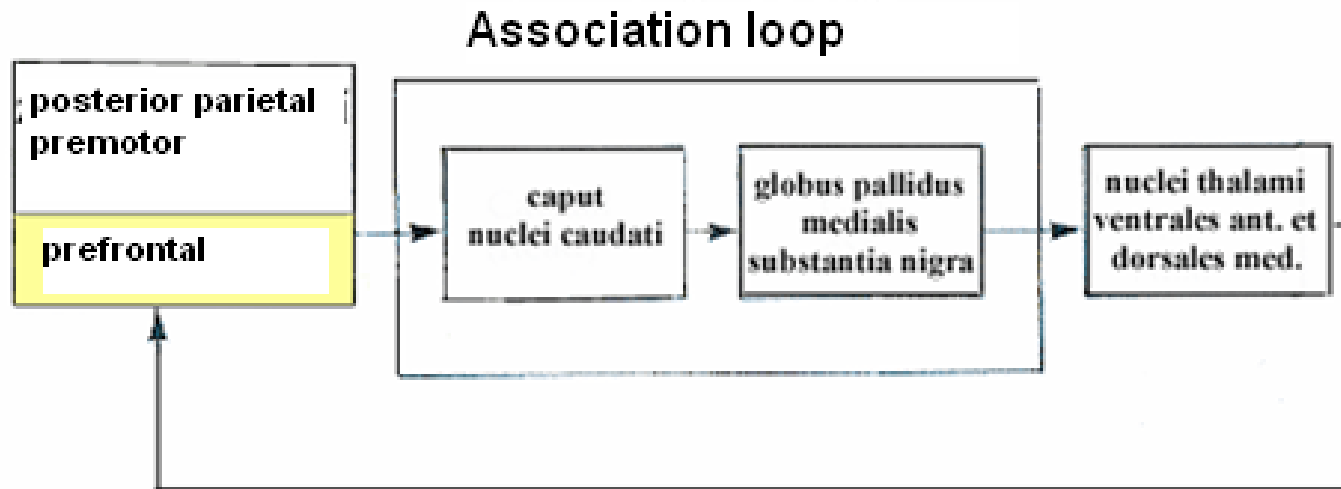 Association loop
posterior parietal
premotor
prefrontal
caput
nuclei caudati
globus pallidus
medialis
substantia nigra
nuclei thalami
ventrales ant. et
dorsales med.